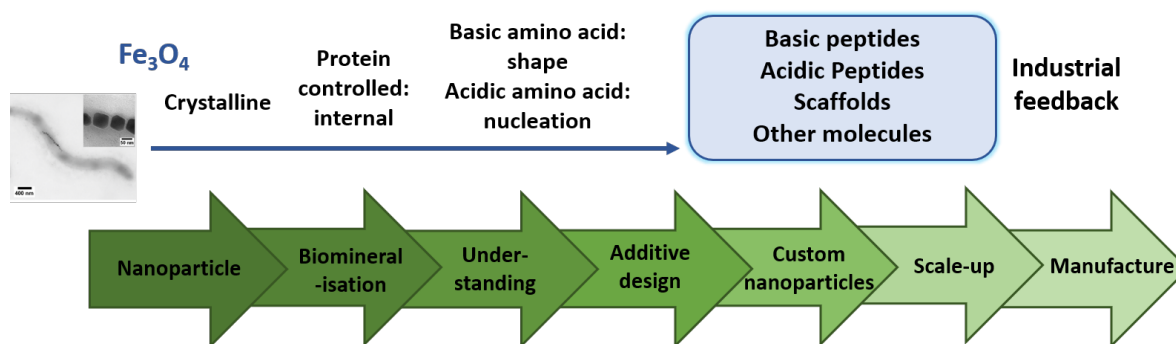 Fe₃O₄
Crystalline
Protein
controlled:
internal
Basic amino acid:
shape
Acidic amino acid:
nucleation
Basic peptides
Acidic Peptides
Scaffolds
Other molecules
Industrial
feedback
50 nm
400 nm
Nanoparticle
Biomineral
-isation
Under-
standing
Additive
design
Custom
nanoparticles
Scale-up
Manufacture